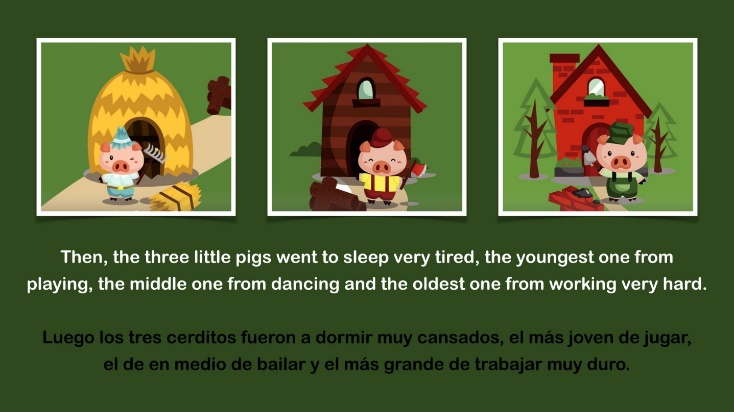 Then, the three little pigs went to sleep very tired, the youngest one from
playing, the middle one from dancing and the oldest one from working very hard.
Luego los tres cerditos fueron a dormir muy cansados, el más joven de jugar,
el de en medio de bailar y el más grande de trabajar muy duro.